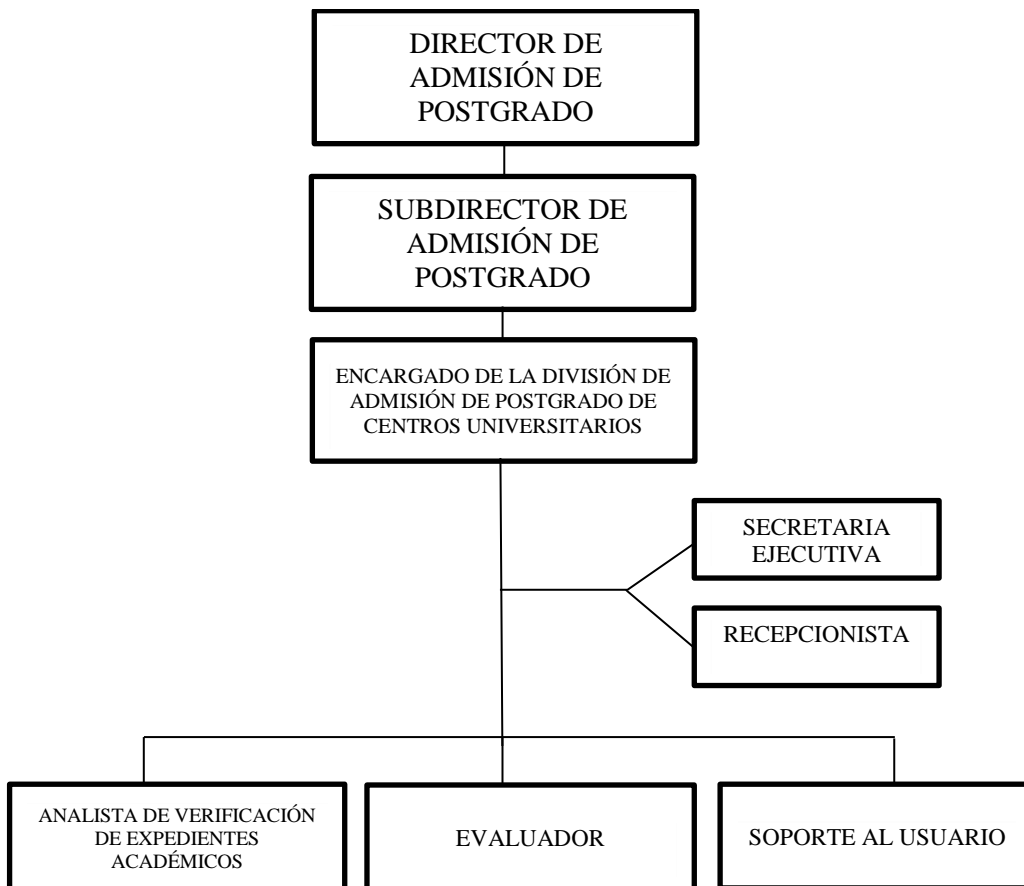 DIRECTOR DE
ADMISIÓN DE
POSTGRADO
SUBDIRECTOR DE
ADMISIÓN DE
POSTGRADO
ENCARGADO DE LA DIVISIÓN DE
ADMISIÓN DE POSTGRADO DE
CENTROS UNIVERSITARIOS
SECRETARIA
EJECUTIVA
RECEPCIONISTA
ANALISTA DE VERIFICACIÓN
DE EXPEDIENTES
ACADÉMICOS
EVALUADOR
SOPORTE AL USUARIO